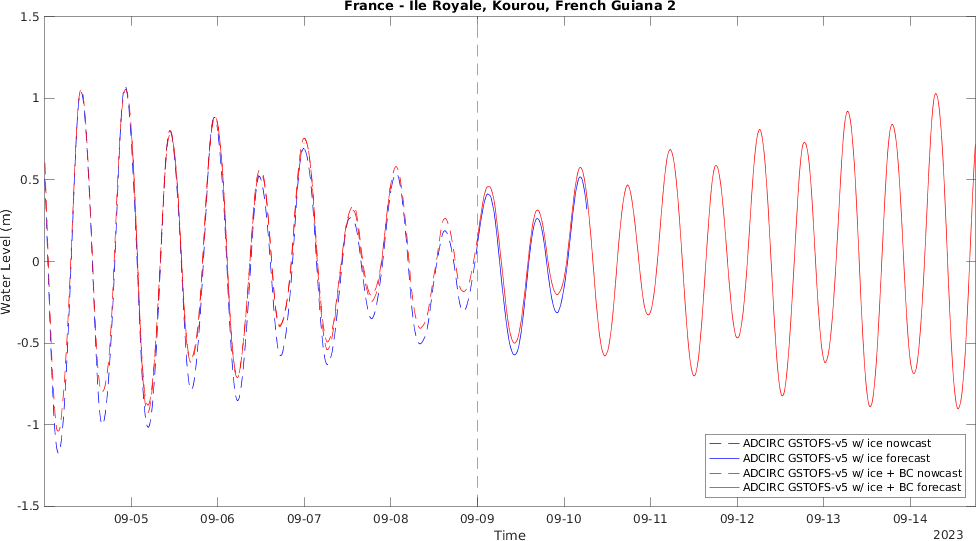 France - Ile Royale, Kourou, French Guiana 2
1.5
1
0.5
0
-0.5
-1
-1.5
Water Level (m)
ADCIRC GSTOFS-v5 w/ ice nowcast
ADCIRC GSTOFS-v5 w/ ice forecast
ADCIRC GSTOFS-v5 w/ ice + BC nowcast
ADCIRC GSTOFS-v5 w/ ice + BC forecast
09-05 09-06 09-07 09-08 09-09 09-10 09-11 09-12 09-13 09-14
Time
2023